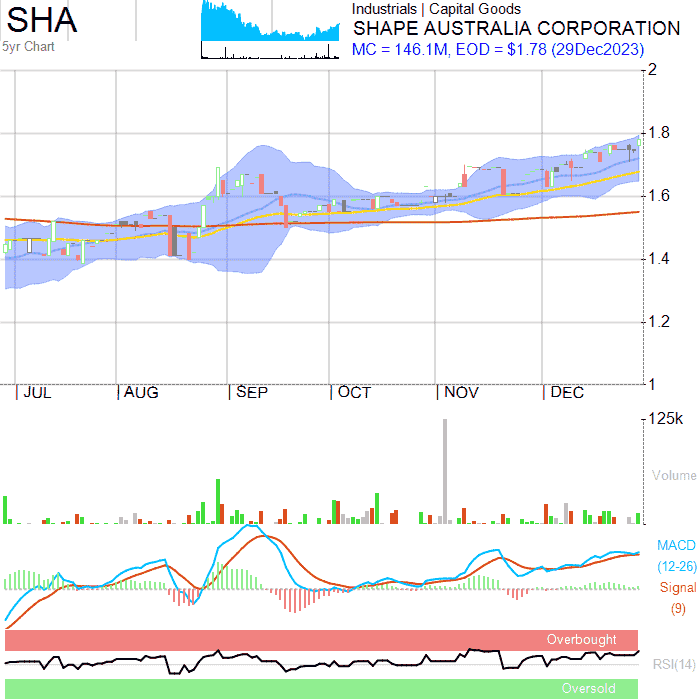 SHA
5yr Chart
Industrials | Capital Goods
SHAPE AUSTRALIA CORPORATION
MC = 146.1M, EOD = $1.78 (29Dec2023)
2
1.8
1.6
1.4
1.2
1
JUL AUG SEP OCT NOV DEC
125k
Volume
MACD
(12-26)
Signal
(9)
Overbought
RSI(14)
Oversold